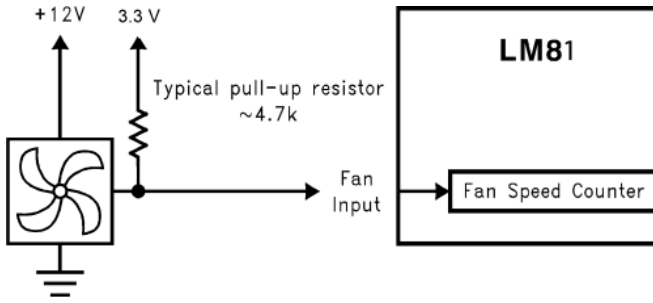 +12V
3.3 V
LM81
Typical pull-up resistor
~4.7k
Fan
Input
Fan Speed Counter